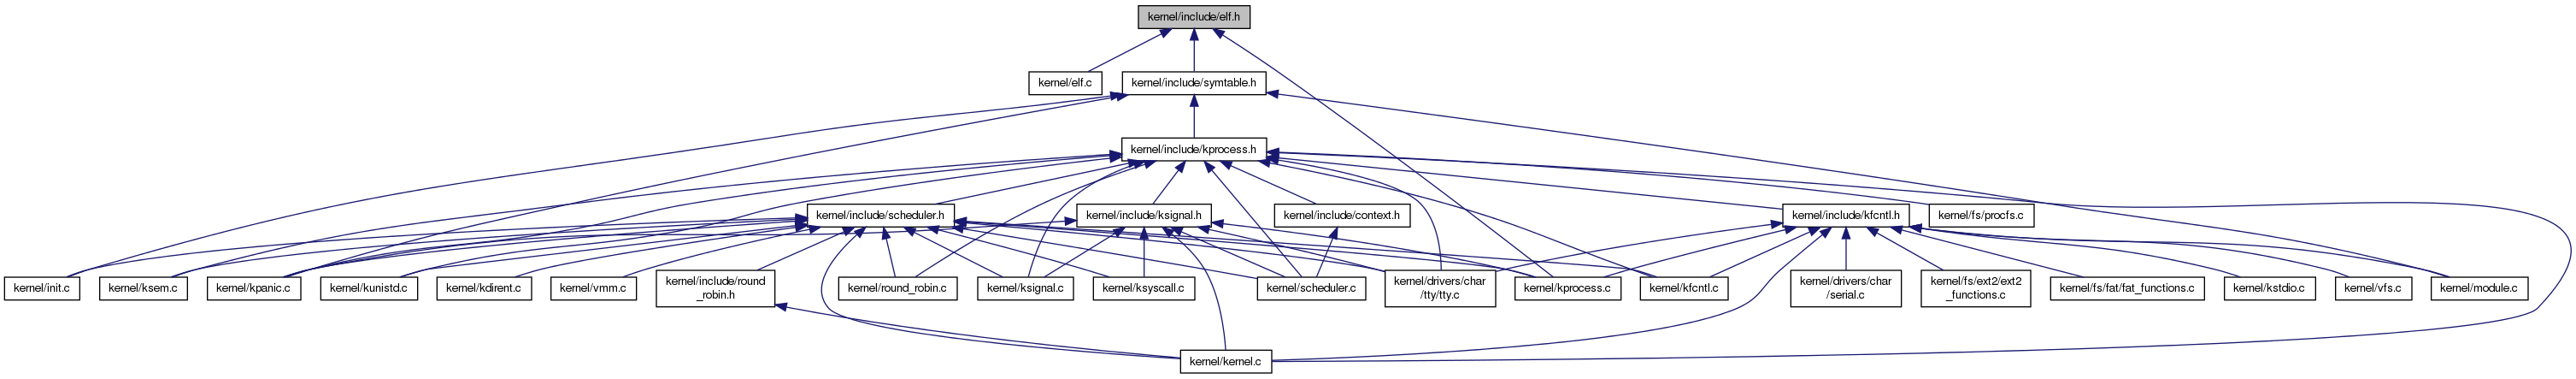 kernel/include/elf.h
kernel/elf.c
kernel/include/symtable.h
kernel/include/kprocess.h
kernel/include/scheduler.h
kernel/include/ksignal.h
kernel/include/context.h
kernel/include/kfcntl.h
kernel/fs/procfs.c
kernel/init.c
kernel/ksem.c
kernel/kpanic.c
kernel/kunistd.c
kernel/kdirent.c
kernel/vmm.c
kernel/include/round
_robin.h
kernel/round_robin.c
kernel/ksignal.c
kernel/ksyscall.c
kernel/scheduler.c
kernel/drivers/char
/tty/tty.c
kernel/kprocess.c
kernel/kfcntl.c
kernel/drivers/char
/serial.c
kernel/fs/ext2/ext2
_functions.c
kernel/fs/fat/fat_functions.c
kernel/kstdio.c
kernel/vfs.c
kernel/module.c
kernel/kernel.c